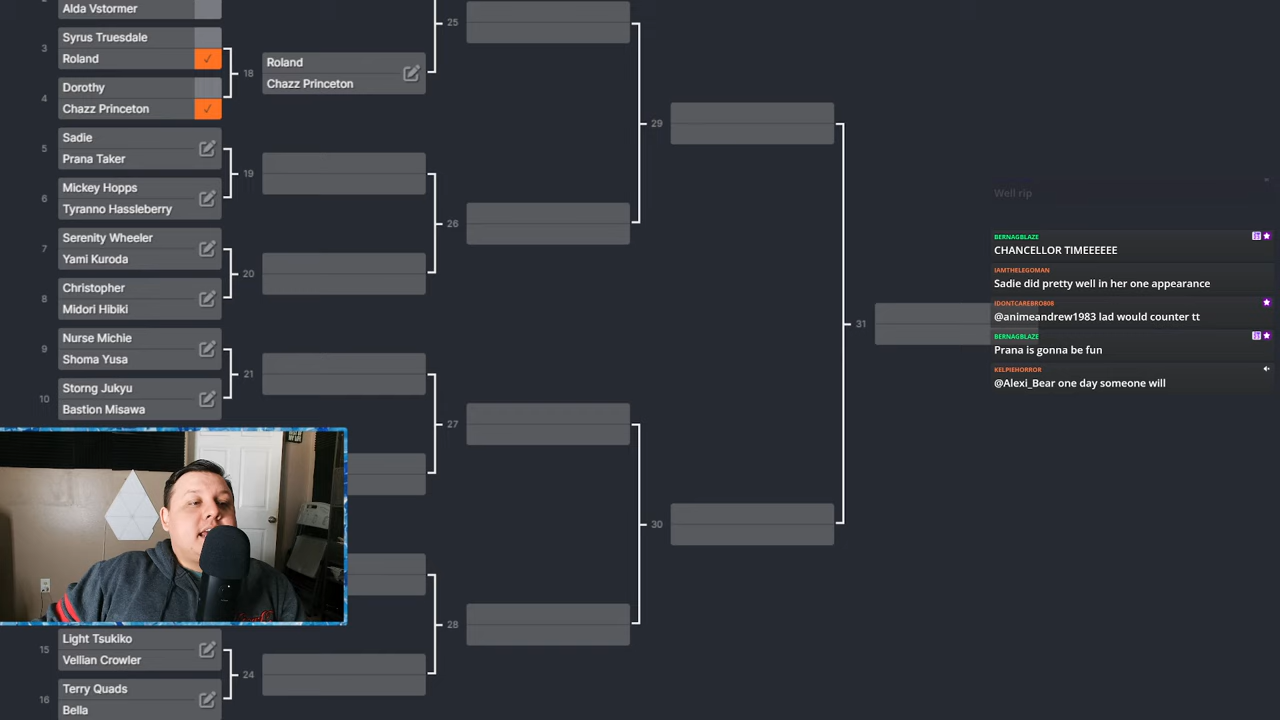 Alda Vstormer
3
Syrus Truesdale
Roland
4
Dorothy
Chazz Princeton
18
Roland
Chazz Princeton
25
5
Sadie
Prana Taker
6
Mickey Hopps
Tyranno Hassleberry
19
26
29
7
Serenity Wheeler
Yami Kuroda
8
Christopher
Midori Hibiki
20
9
Nurse Michie
Shoma Yusa
10
Storng Jukyu
Bastion Misawa
21
27
30
31
15
Light Tsukiko
Vellian Crowler
16
Terry Quads
Bella
24
28
Well rip
BERNAGBLAZE
CHANCELLOR TIMEEEEEE
IAMTHELEGOMAN
Sadie did pretty well in her one appearance
IDONTCAREBRO808
@animeandrew1983 lad would counter tt
BERNAGBLAZE
Prana is gonna be fun
KELPIEHORROR
@Alexi_Bear one day someone will